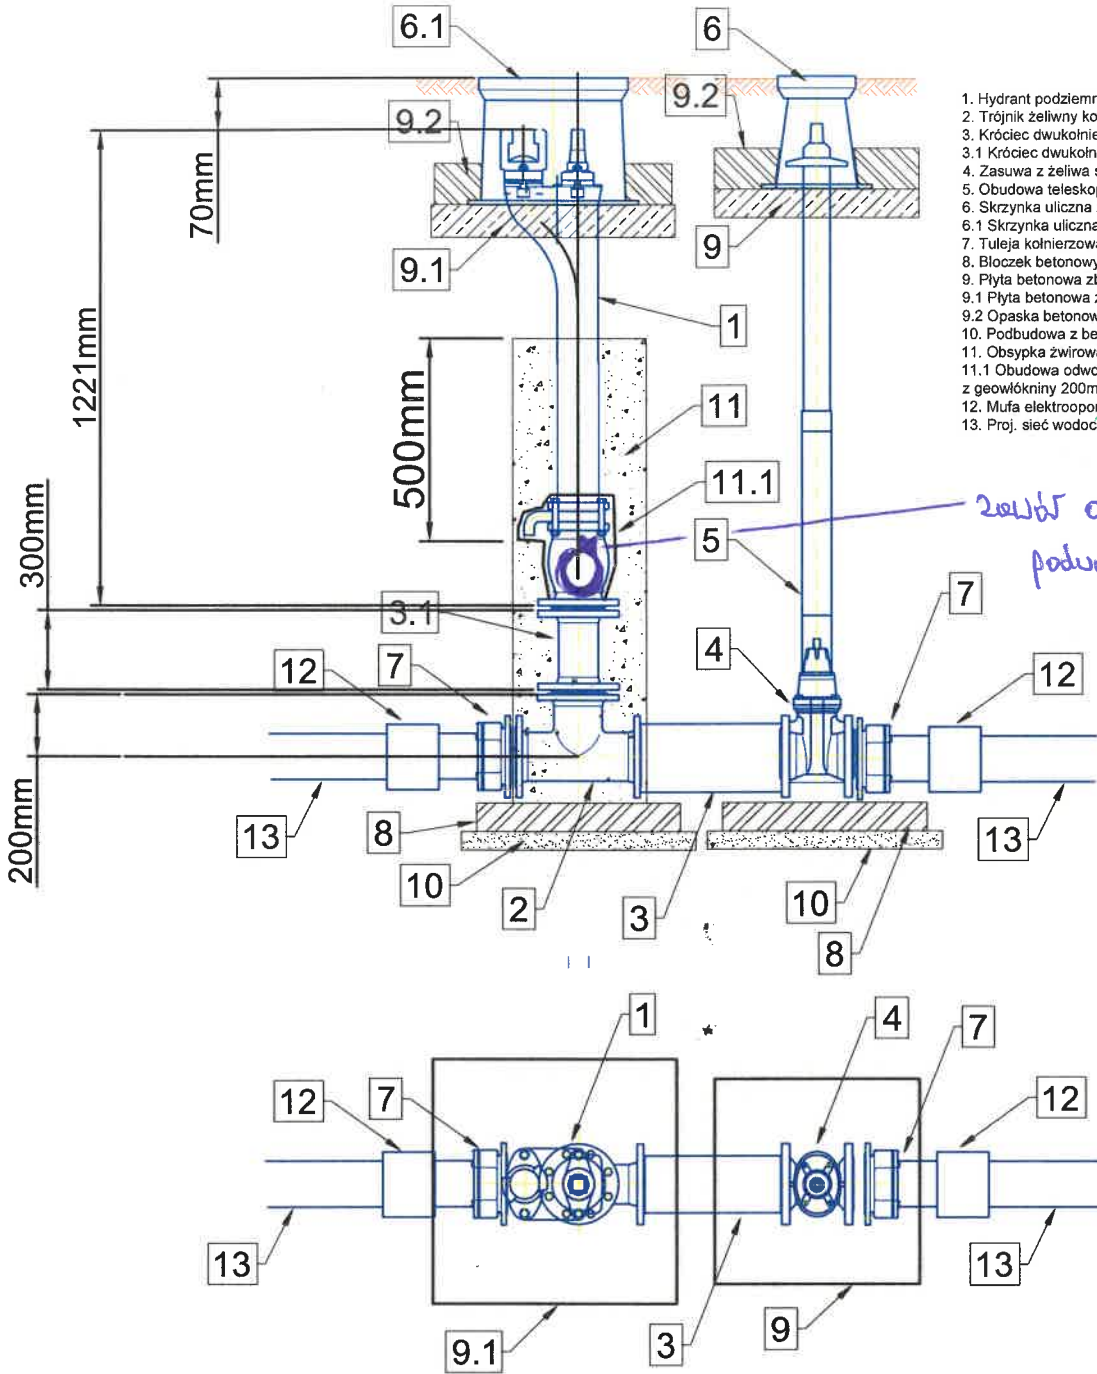 6.1
6
9.2
9.2
1. Hydrant podziemn
2. Trójnik żeliwny ko
3. Króciec dwukołnie
3.1 Króciec dwukołn
4. Zasuwa z żeliwa s
5. Obudowa teleskop
6. Skrzynka uliczna
6.1 Skrzynka uliczna
7. Tuleja kołnierzowa
8. Bloczek betonowy
9. Płyta betonowa zb
9.1 Płyta betonowa z
9.2 Opaska betonow
10. Podbudowa z be
11. Obsypka żwirowa
11.1 Obudowa odwo
z geowłókniny 200m
12. Mufa elektroopor
13. Proj. sieć wodoc
70mm
9.1
9
1
1221mm
500mm
11
11.1
5
zawór
7
300mm
3.1
4
12
7
12
200mm
13
8
10
2
3
10
8
13
1
4
7
12
7
12
13
9.1
3
9
13